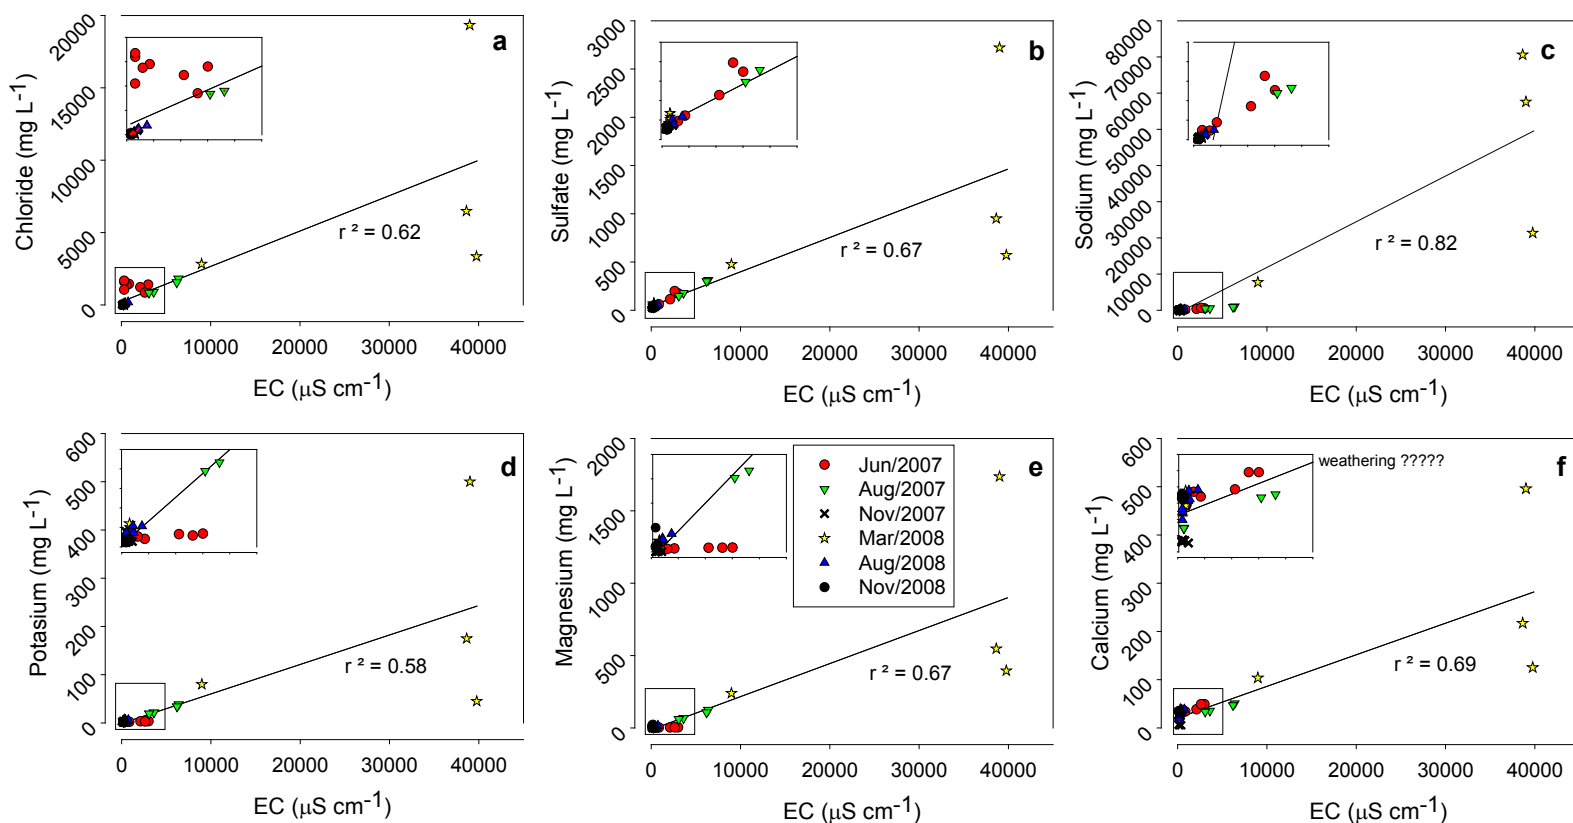 a
Chloride (mg L-1)
20000
15000
10000
5000
0
r ² = 0.62
0 10000 20000 30000 40000
EC (µS cm-1)
b
Sulfate (mg L-1)
3000
2500
2000
1500
1000
500
0
r ² = 0.67
0 10000 20000 30000 40000
EC (µS cm-1)
c
Sodium (mg L-1)
80000
70000
60000
50000
40000
30000
20000
10000
0
r ² = 0.82
0 10000 20000 30000 40000
EC (µS cm-1)
d
Potasium (mg L-1)
600
500
400
300
200
100
0
r ² = 0.58
0 10000 20000 30000 40000
EC (µS cm-1)
e
Magnesium (mg L-1)
2000
1500
1000
500
0
Jun/2007
Aug/2007
Nov/2007
Mar/2008
Aug/2008
Nov/2008
r ² = 0.67
0 10000 20000 30000 40000
EC (µS cm-1)
f
weathering ?????
Calcium (mg L-1)
600
500
400
300
200
100
0
r ² = 0.69
0 10000 20000 30000 40000
EC (µS cm-1)